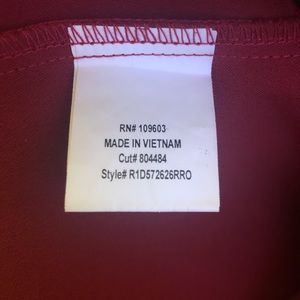 RN# 109603
MADE IN VIETNAM
Cut# 804484
Style# R1D572626RRO